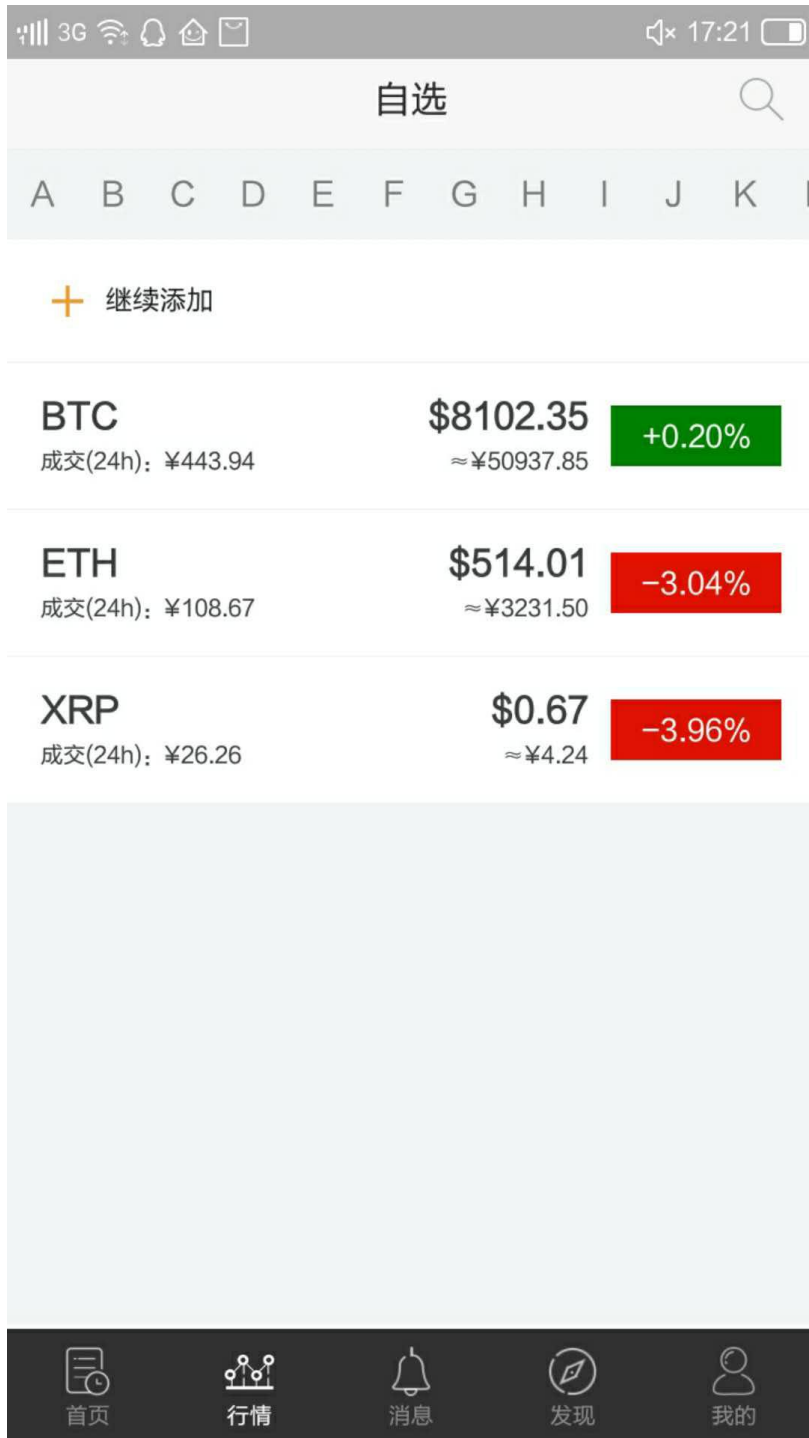 3G 17:21
自选
A B C D E F G H I J K
继续添加
BTC $8102.35 +0.20%
成交(24h)：¥443.94 ≈¥50937.85
ETH $514.01 −3.04%
成交(24h)：¥108.67 ≈¥3231.50
XRP $0.67 −3.96%
成交(24h)：¥26.26 ≈¥4.24
首页 行情 消息 发现 我的